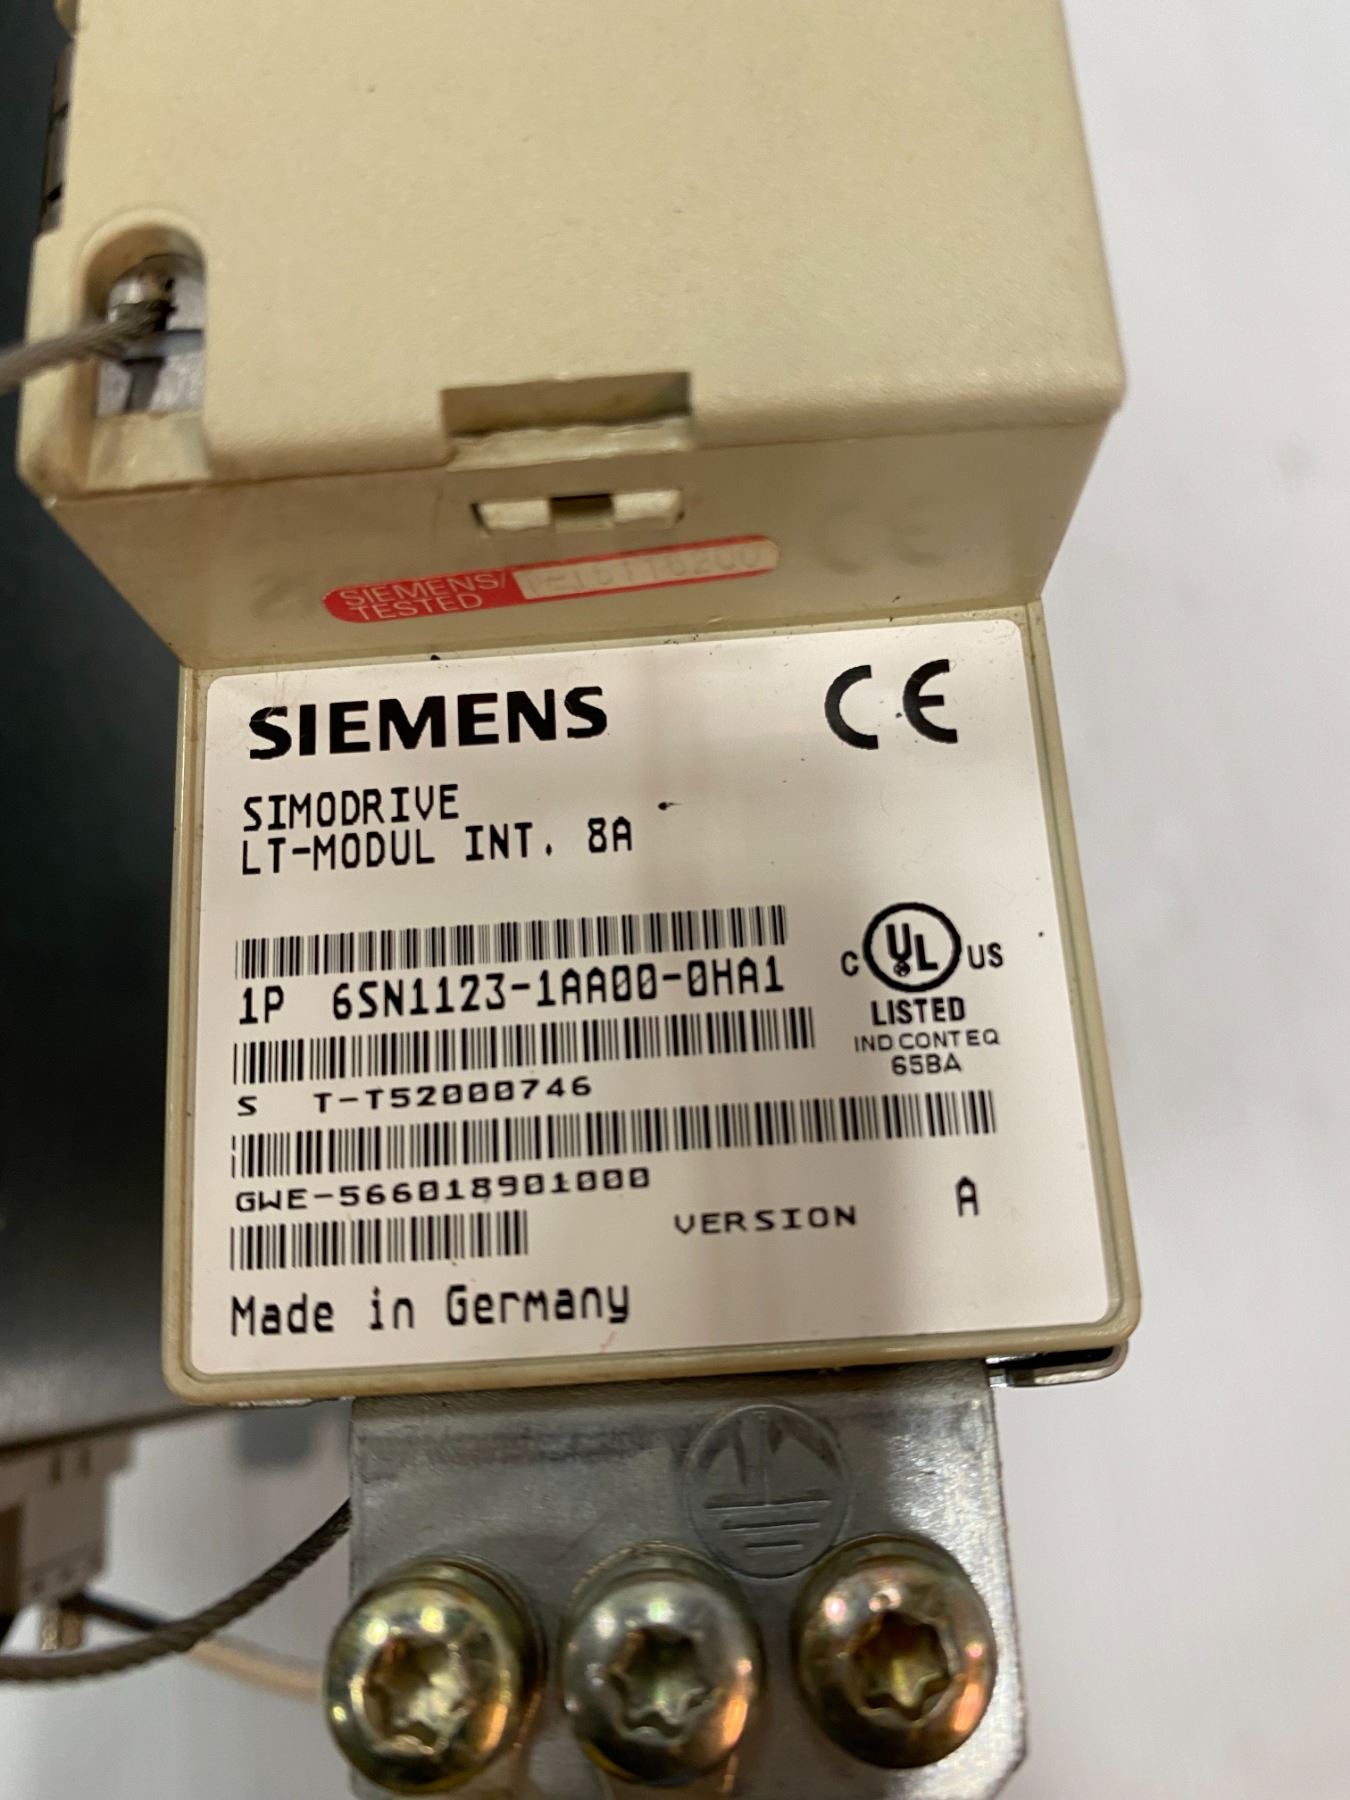 SIEMENS/
TESTED
SIEMENS
CE
SIMODRIVE
LT-MODUL INT. 8A
1P 6SN1123-1AA00-0HA1
C UL US
LISTED
IND CONT EQ
65BA
S T-T52000746
GWE-566018901000
VERSION A
Made in Germany